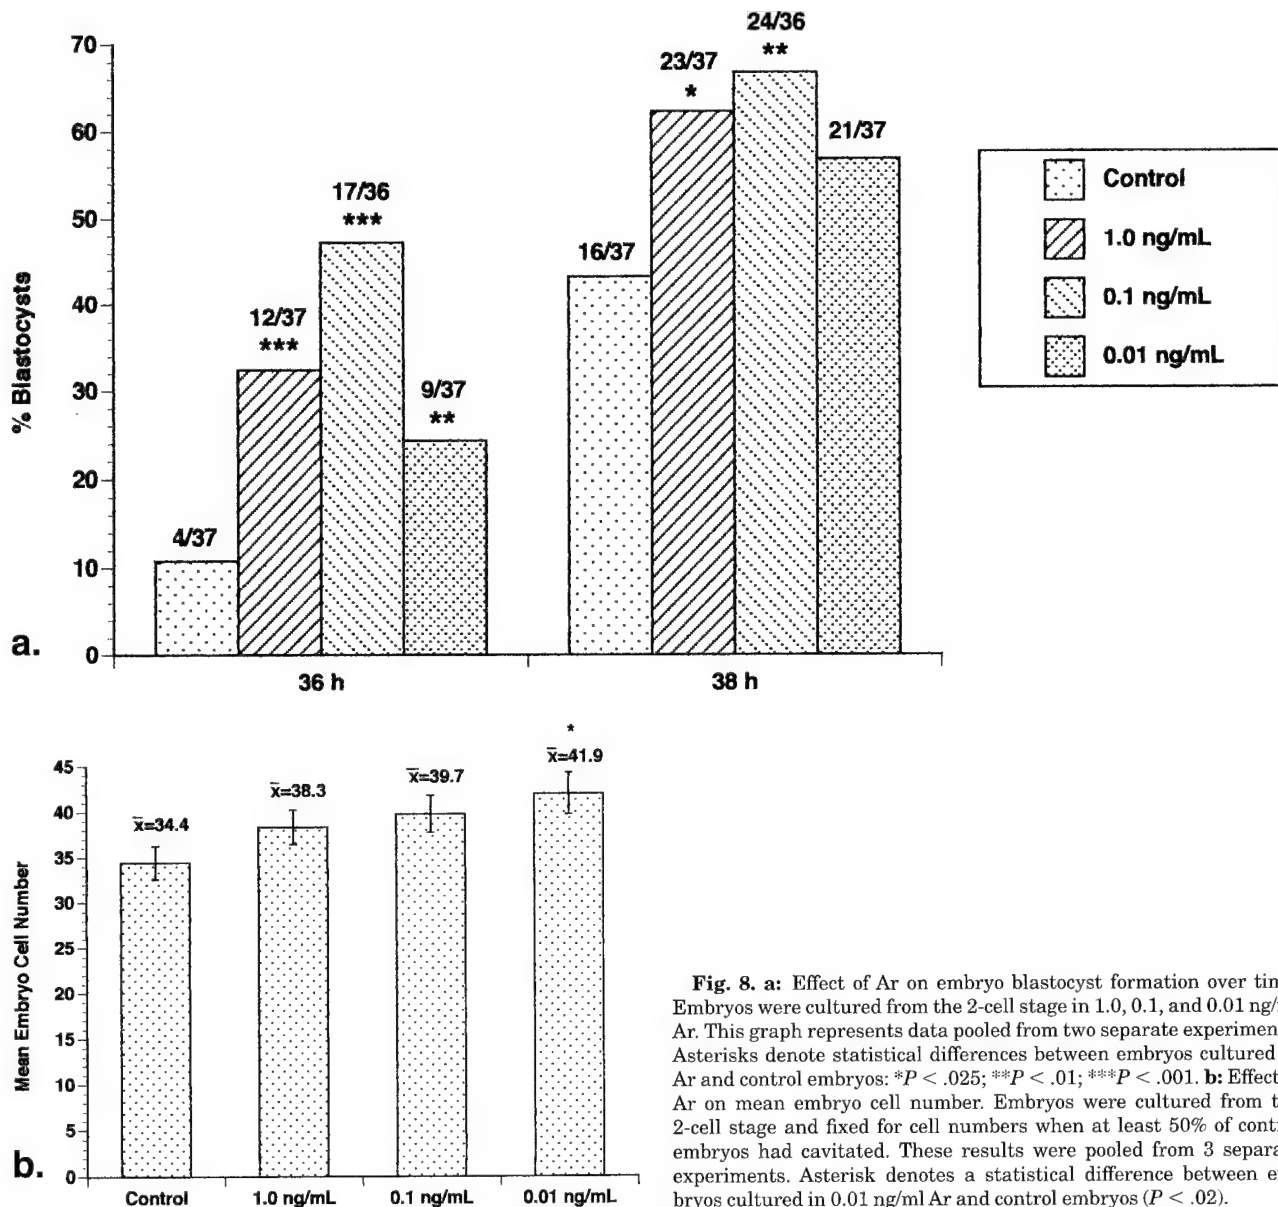 70
60
50
40
30
20
10
0
% Blastocysts
4/37
12/37
***
17/36
***
9/37
**
16/37
23/37
*
24/36
**
21/37
36 h
38 h
a.
Control
1.0 ng/mL
0.1 ng/mL
0.01 ng/mL
45
40
35
30
25
20
15
10
5
0
Mean Embryo Cell Number
x̄=34.4
x̄=38.3
x̄=39.7
*
x̄=41.9
Control
1.0 ng/mL
0.1 ng/mL
0.01 ng/mL
b.
Fig. 8. a: Effect of Ar on embryo blastocyst formation over tim
Embryos were cultured from the 2-cell stage in 1.0, 0.1, and 0.01 ng/
Ar. This graph represents data pooled from two separate experimen
Asterisks denote statistical differences between embryos cultured
Ar and control embryos: *P < .025; **P < .01; ***P < .001. b: Effect
Ar on mean embryo cell number. Embryos were cultured from t
2-cell stage and fixed for cell numbers when at least 50% of cont
embryos had cavitated. These results were pooled from 3 separa
experiments. Asterisk denotes a statistical difference between e
bryos cultured in 0.01 ng/ml Ar and control embryos (P < .02).